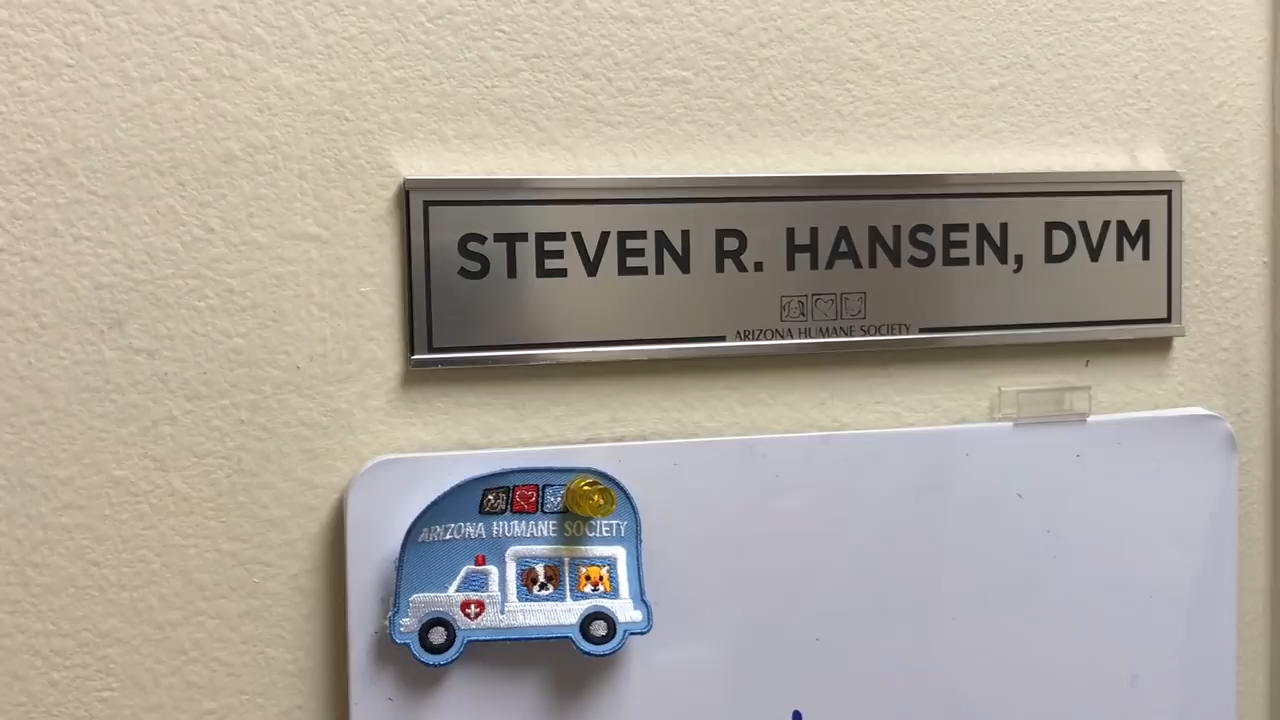 STEVEN R. HANSEN, DVM
ARIZONA HUMANE SOCIETY
ARIZONA HUMANE SOCIETY